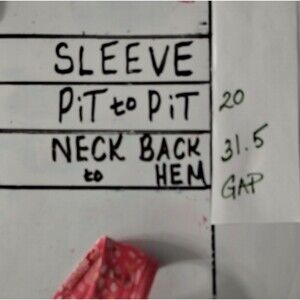 SLEEVE
PiT to PiT 20
NECK BACK 31.5
to HEM GAP